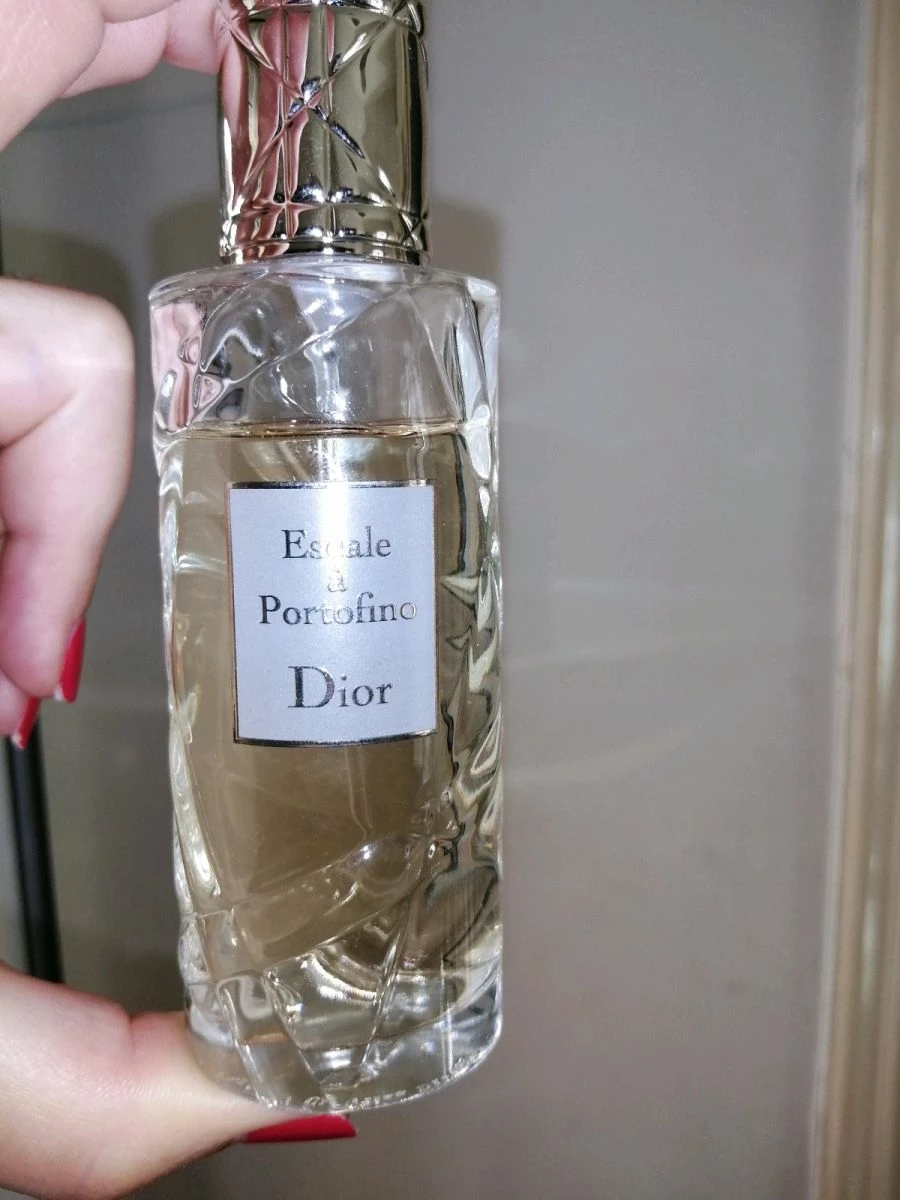 Escale
à
Portofino
Dior